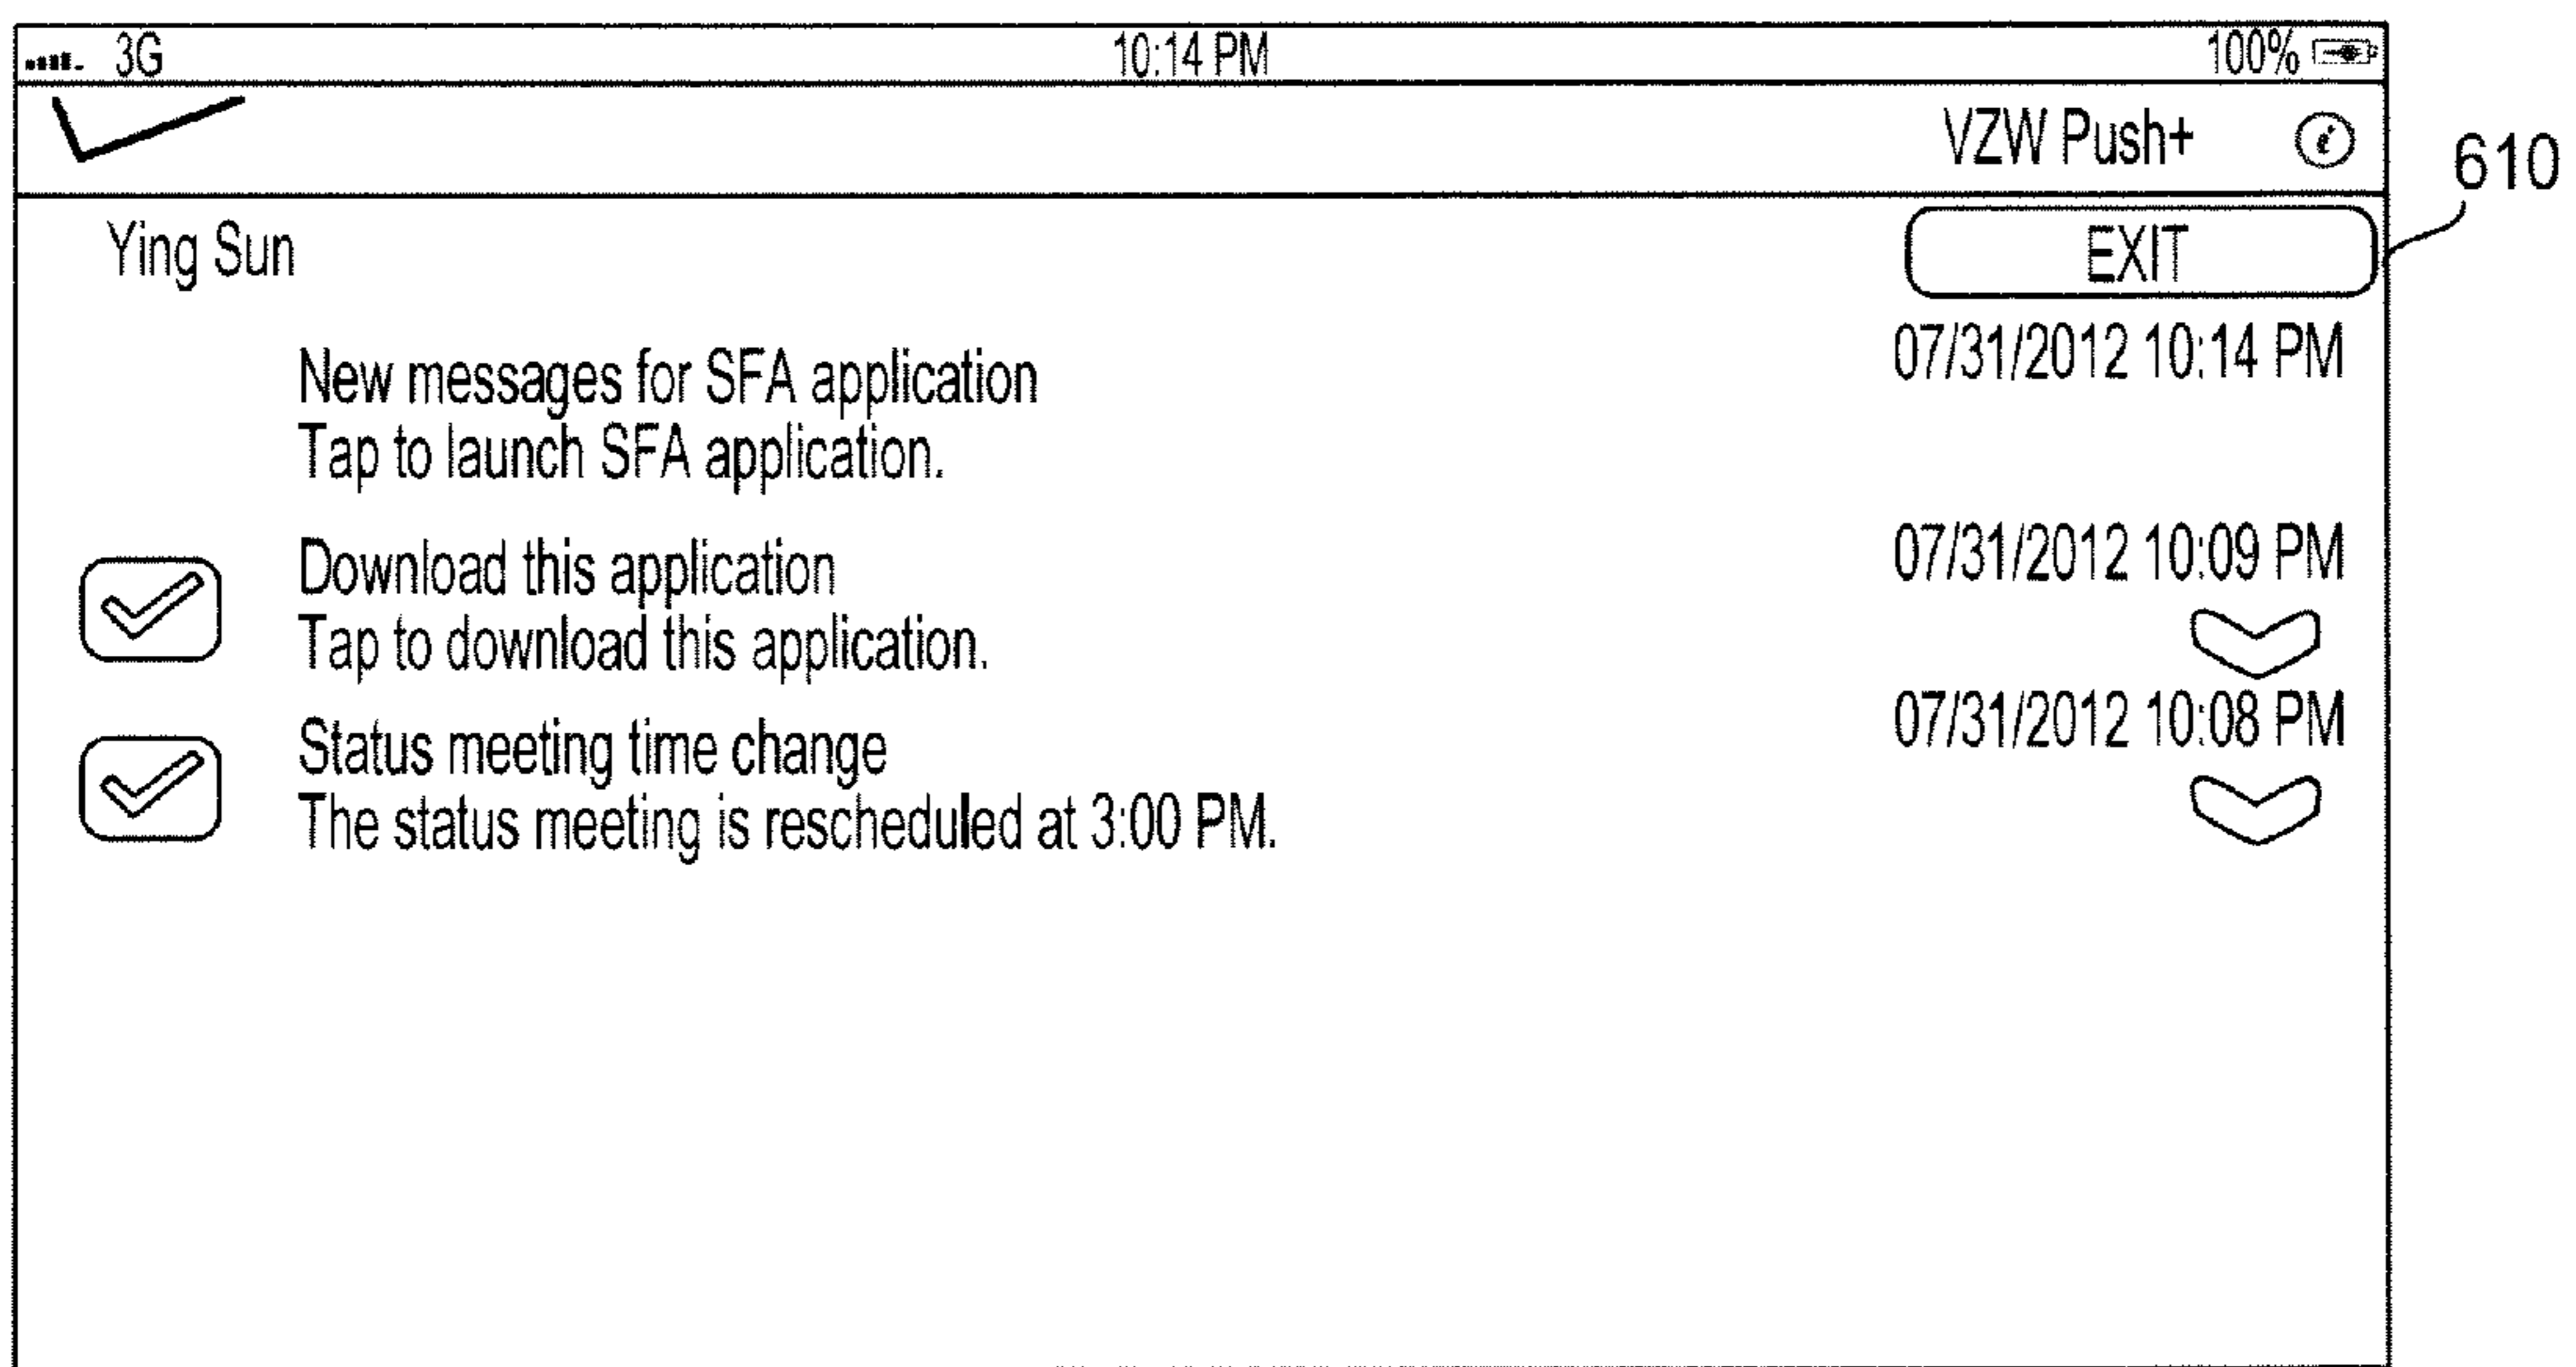 3G 10:14 PM 100%
VZW Push+ i
610
Ying Sun EXIT
07/31/2012 10:14 PM
New messages for SFA application
Tap to launch SFA application.
07/31/2012 10:09 PM
Download this application
Tap to download this application.
07/31/2012 10:08 PM
Status meeting time change
The status meeting is rescheduled at 3:00 PM.